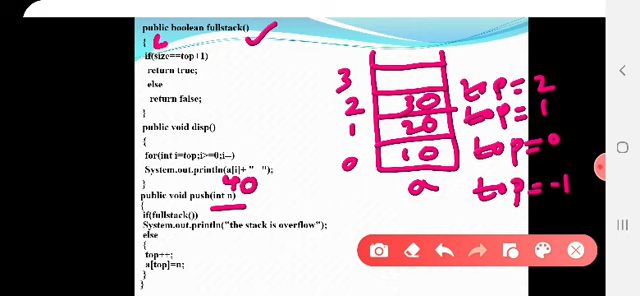 public boolean fullstack()
{
if(size==top+1)
return true;
else
return false;
}
public void disp()
{
for(int i=top;i>=0;i--)
System.out.println(a[i]+" ");
}
40
public void push(int n)
{
if(fullstack())
System.out.println("the stack is overflow");
else
{
top++;
a[top]=n;
}
}
3
2 30 top=2
1 20 top=1
0 10 top=0
a top=-1